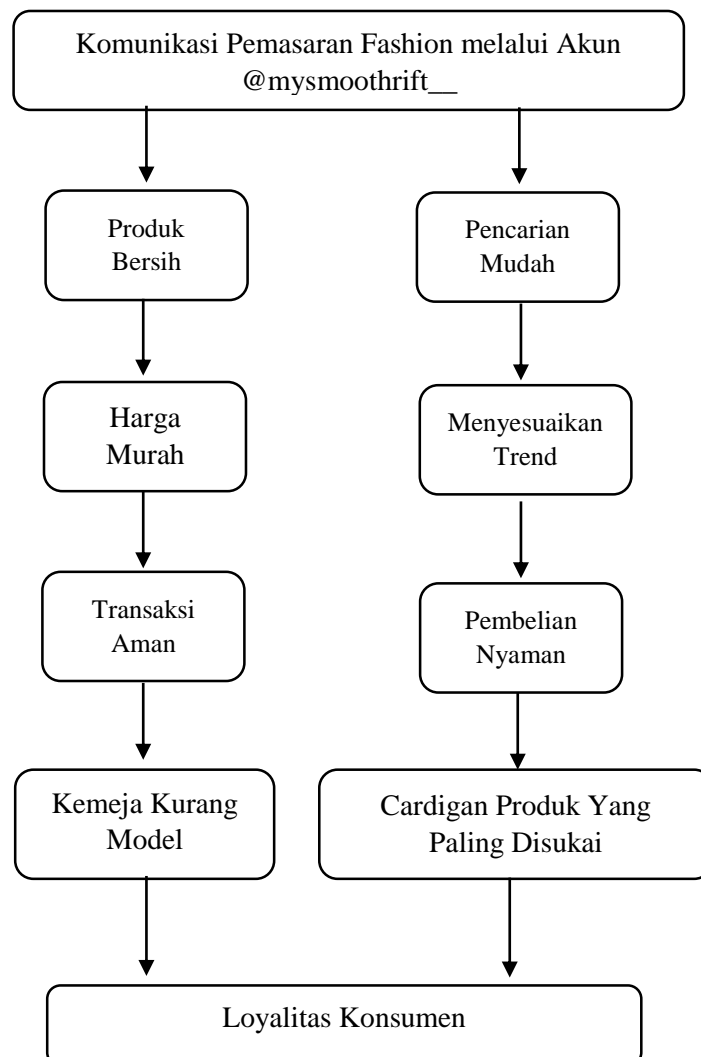 Komunikasi Pemasaran Fashion melalui Akun
@mysmoothrift__
Produk
Bersih
Pencarian
Mudah
Harga
Murah
Menyesuaikan
Trend
Transaksi
Aman
Pembelian
Nyaman
Kemeja Kurang
Model
Cardigan Produk Yang
Paling Disukai
Loyalitas Konsumen